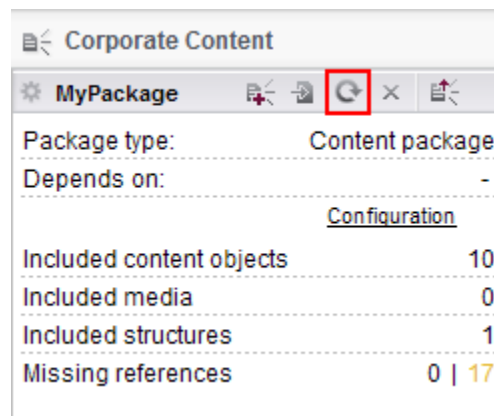 Corporate Content
MyPackage
Package type: Content package
Depends on: -
Configuration
Included content objects 10
Included media 0
Included structures 1
Missing references 0 | 17